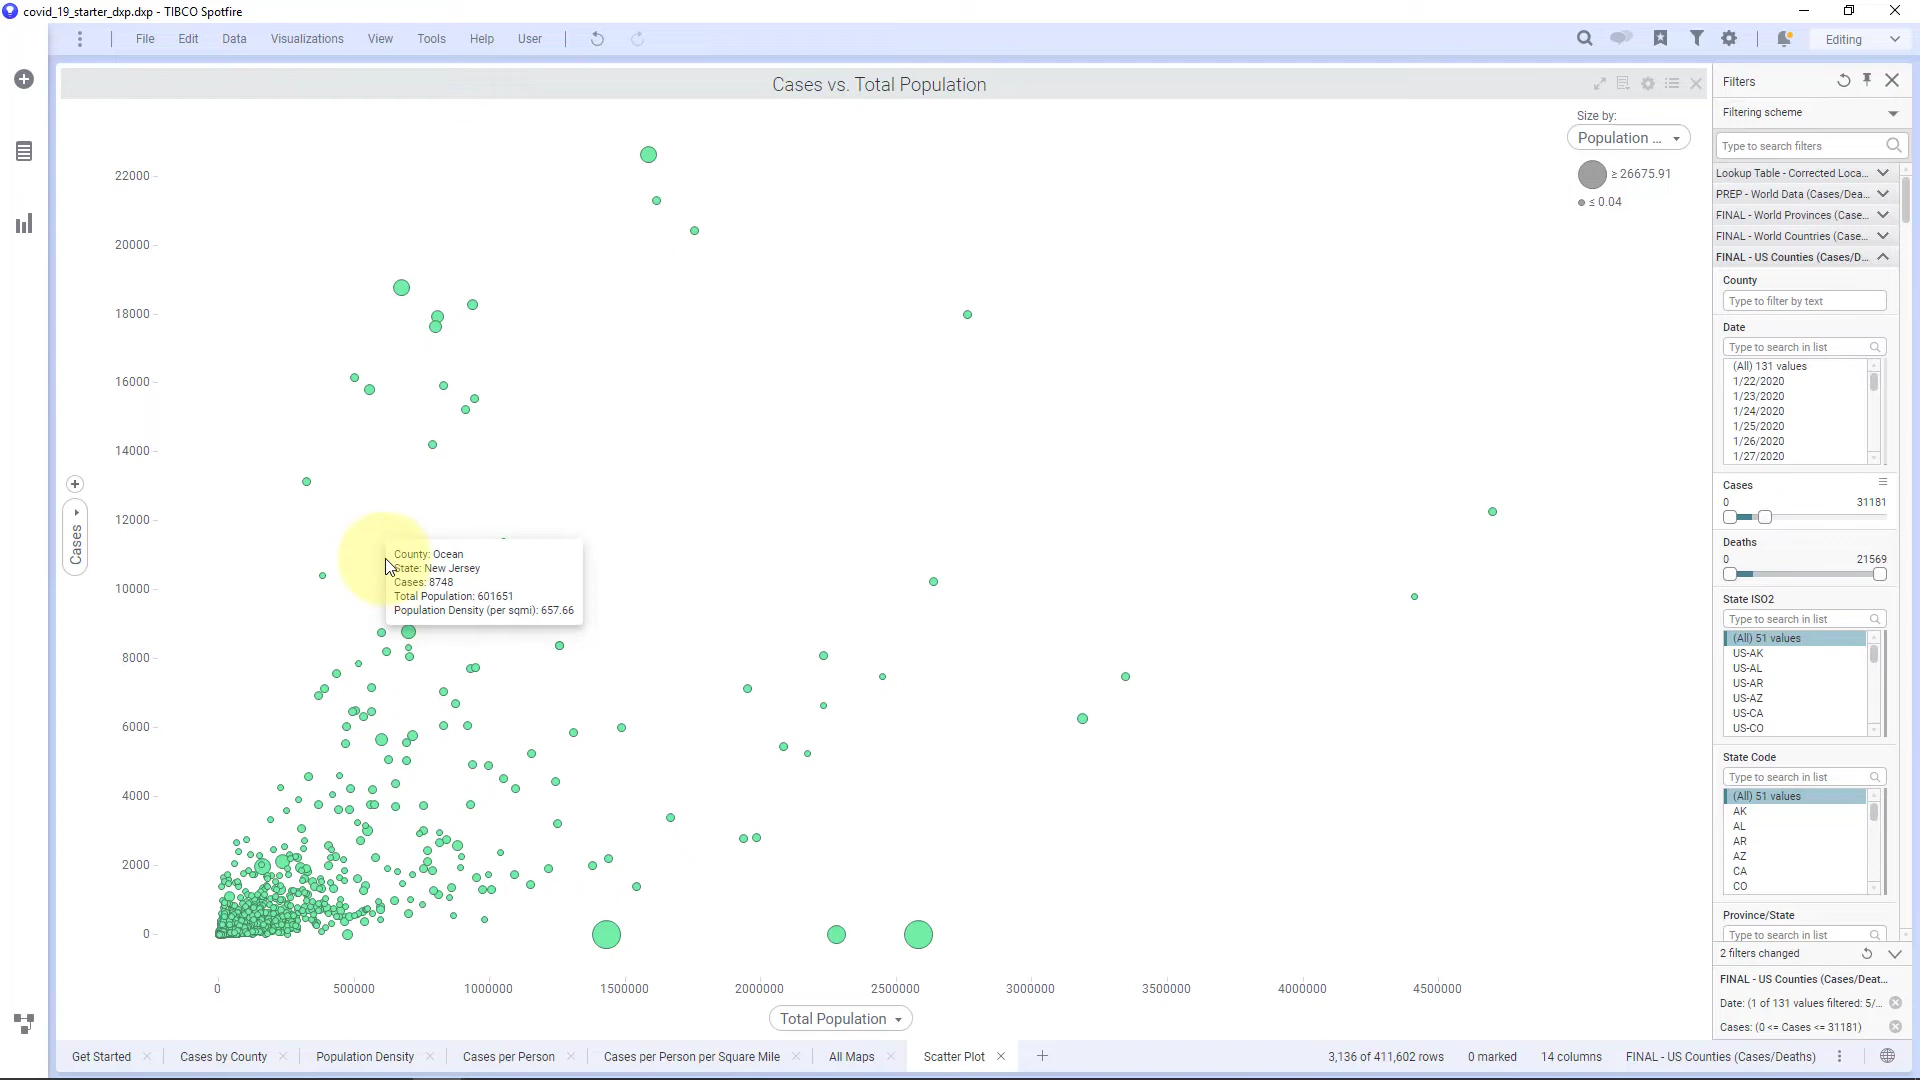 covid_19_starter_dxp.dxp - TIBCO Spotfire
File Edit Data Visualizations View Tools Help User
Editing
Cases vs. Total Population
Size by:
Population ...
≥ 26675.91
≤ 0.04
22000
20000
18000
16000
14000
12000
10000
8000
6000
4000
2000
0
Cases
County: Ocean
State: New Jersey
Cases: 8748
Total Population: 601651
Population Density (per sqmi): 657.66
0 500000 1000000 1500000 2000000 2500000 3000000 3500000 4000000 4500000
Total Population
Filters
Filtering scheme
Type to search filters
Lookup Table - Corrected Loca...
PREP - World Data (Cases/Dea...
FINAL - World Provinces (Case...
FINAL - World Countries (Case...
FINAL - US Counties (Cases/D...
County
Type to filter by text
Date
Type to search in list
(All) 131 values
1/22/2020
1/23/2020
1/24/2020
1/25/2020
1/26/2020
1/27/2020
Cases
0 31181
Deaths
0 21569
State ISO2
Type to search in list
(All) 51 values
US-AK
US-AL
US-AR
US-AZ
US-CA
US-CO
State Code
Type to search in list
(All) 51 values
AK
AL
AR
AZ
CA
CO
Province/State
Type to search in list
2 filters changed
FINAL - US Counties (Cases/Deat...
Date: (1 of 131 values filtered: 5/...
Cases: (0 <= Cases <= 31181)
Get Started Cases by County Population Density Cases per Person Cases per Person per Square Mile All Maps Scatter Plot
3,136 of 411,602 rows 0 marked 14 columns FINAL - US Counties (Cases/Deaths)